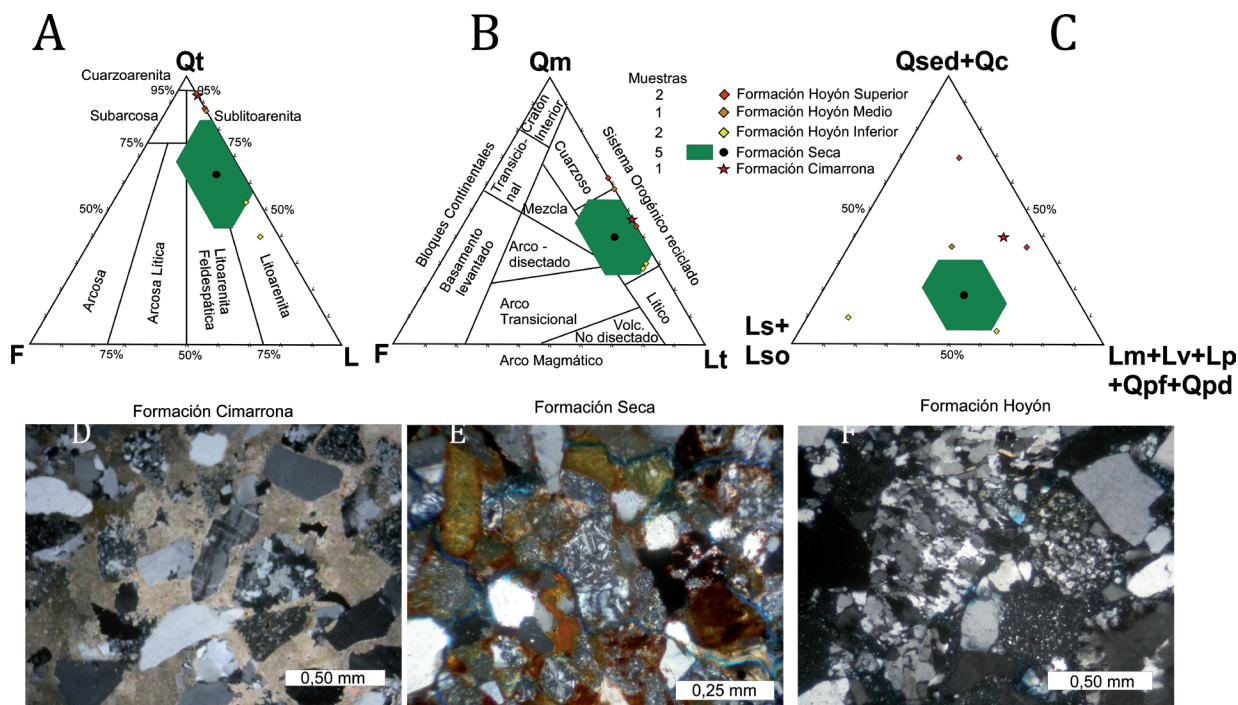 A
Qt
Cuarzoarenita
95%
95%
Subarcosa
Sublitoarenita
75%
75%
50%
50%
Arcosa
Arcosa Lítica
Litoarenita
Feldespática
Litoarenita
F
L
75%
50%
75%
B
Qm
Bloques Continentales
Cratón
Interior
Transicio-
nal
Basamento
levantado
Cuarzoso
Mezcla
Arco -
disectado
Arco
Transicional
Volc.
No disectado
Lítico
Sistema Orogénico reciclado
F
Lt
Arco Magmático
Muestras
2
Formación Hoyón Superior
1
Formación Hoyón Medio
2
Formación Hoyón Inferior
5
Formación Seca
1
Formación Cimarrona
C
Qsed+Qc
50%
50%
Ls+
Lso
50%
Lm+Lv+Lp
+Qpf+Qpd
Formación Cimarrona
Formación Seca
Formación Hoyón
D
E
F
0,50 mm
0,25 mm
0,50 mm